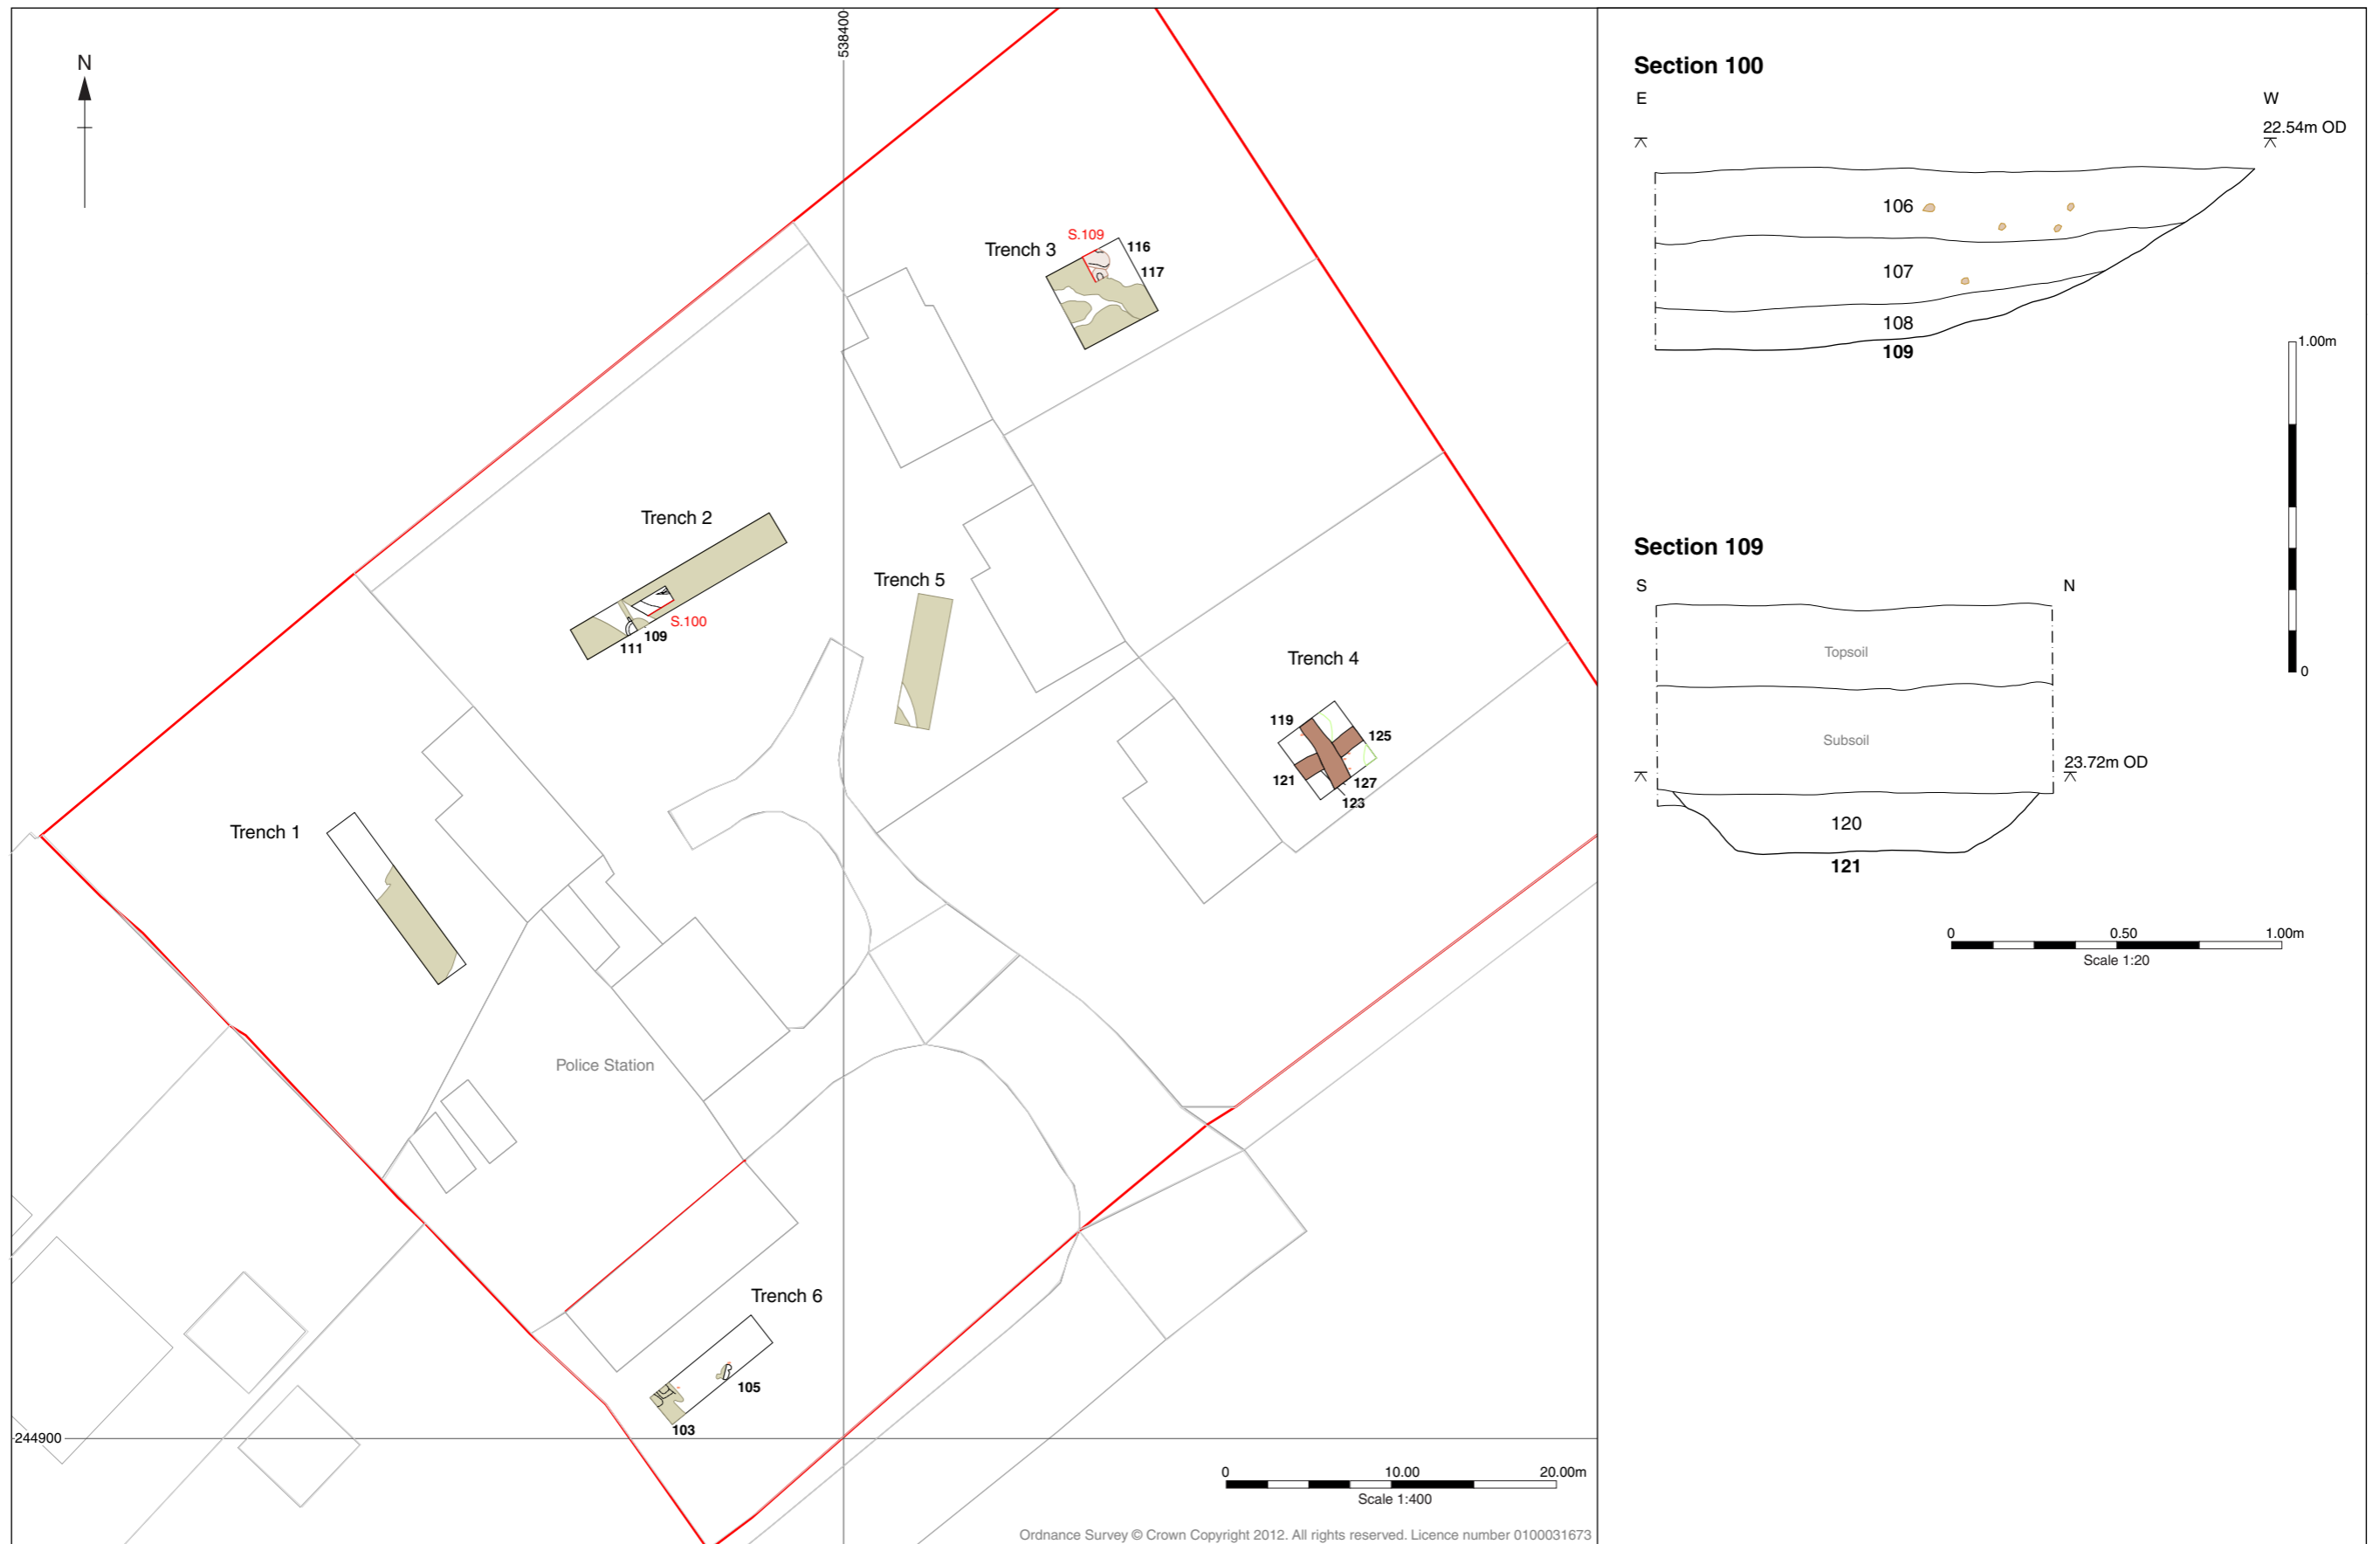 538400
N
Trench 3
S.109
116
117
Trench 2
S.100
109
111
Trench 5
Trench 4
119
125
121
127
123
Trench 1
Police Station
Trench 6
105
103
244900
0 10.00 20.00m
Scale 1:400
Ordnance Survey © Crown Copyright 2012. All rights reserved. Licence number 0100031673
Section 100
E W
22.54m OD
106
107
108
109
1.00m
0
Section 109
S N
Topsoil
Subsoil
23.72m OD
120
121
0 0.50 1.00m
Scale 1:20